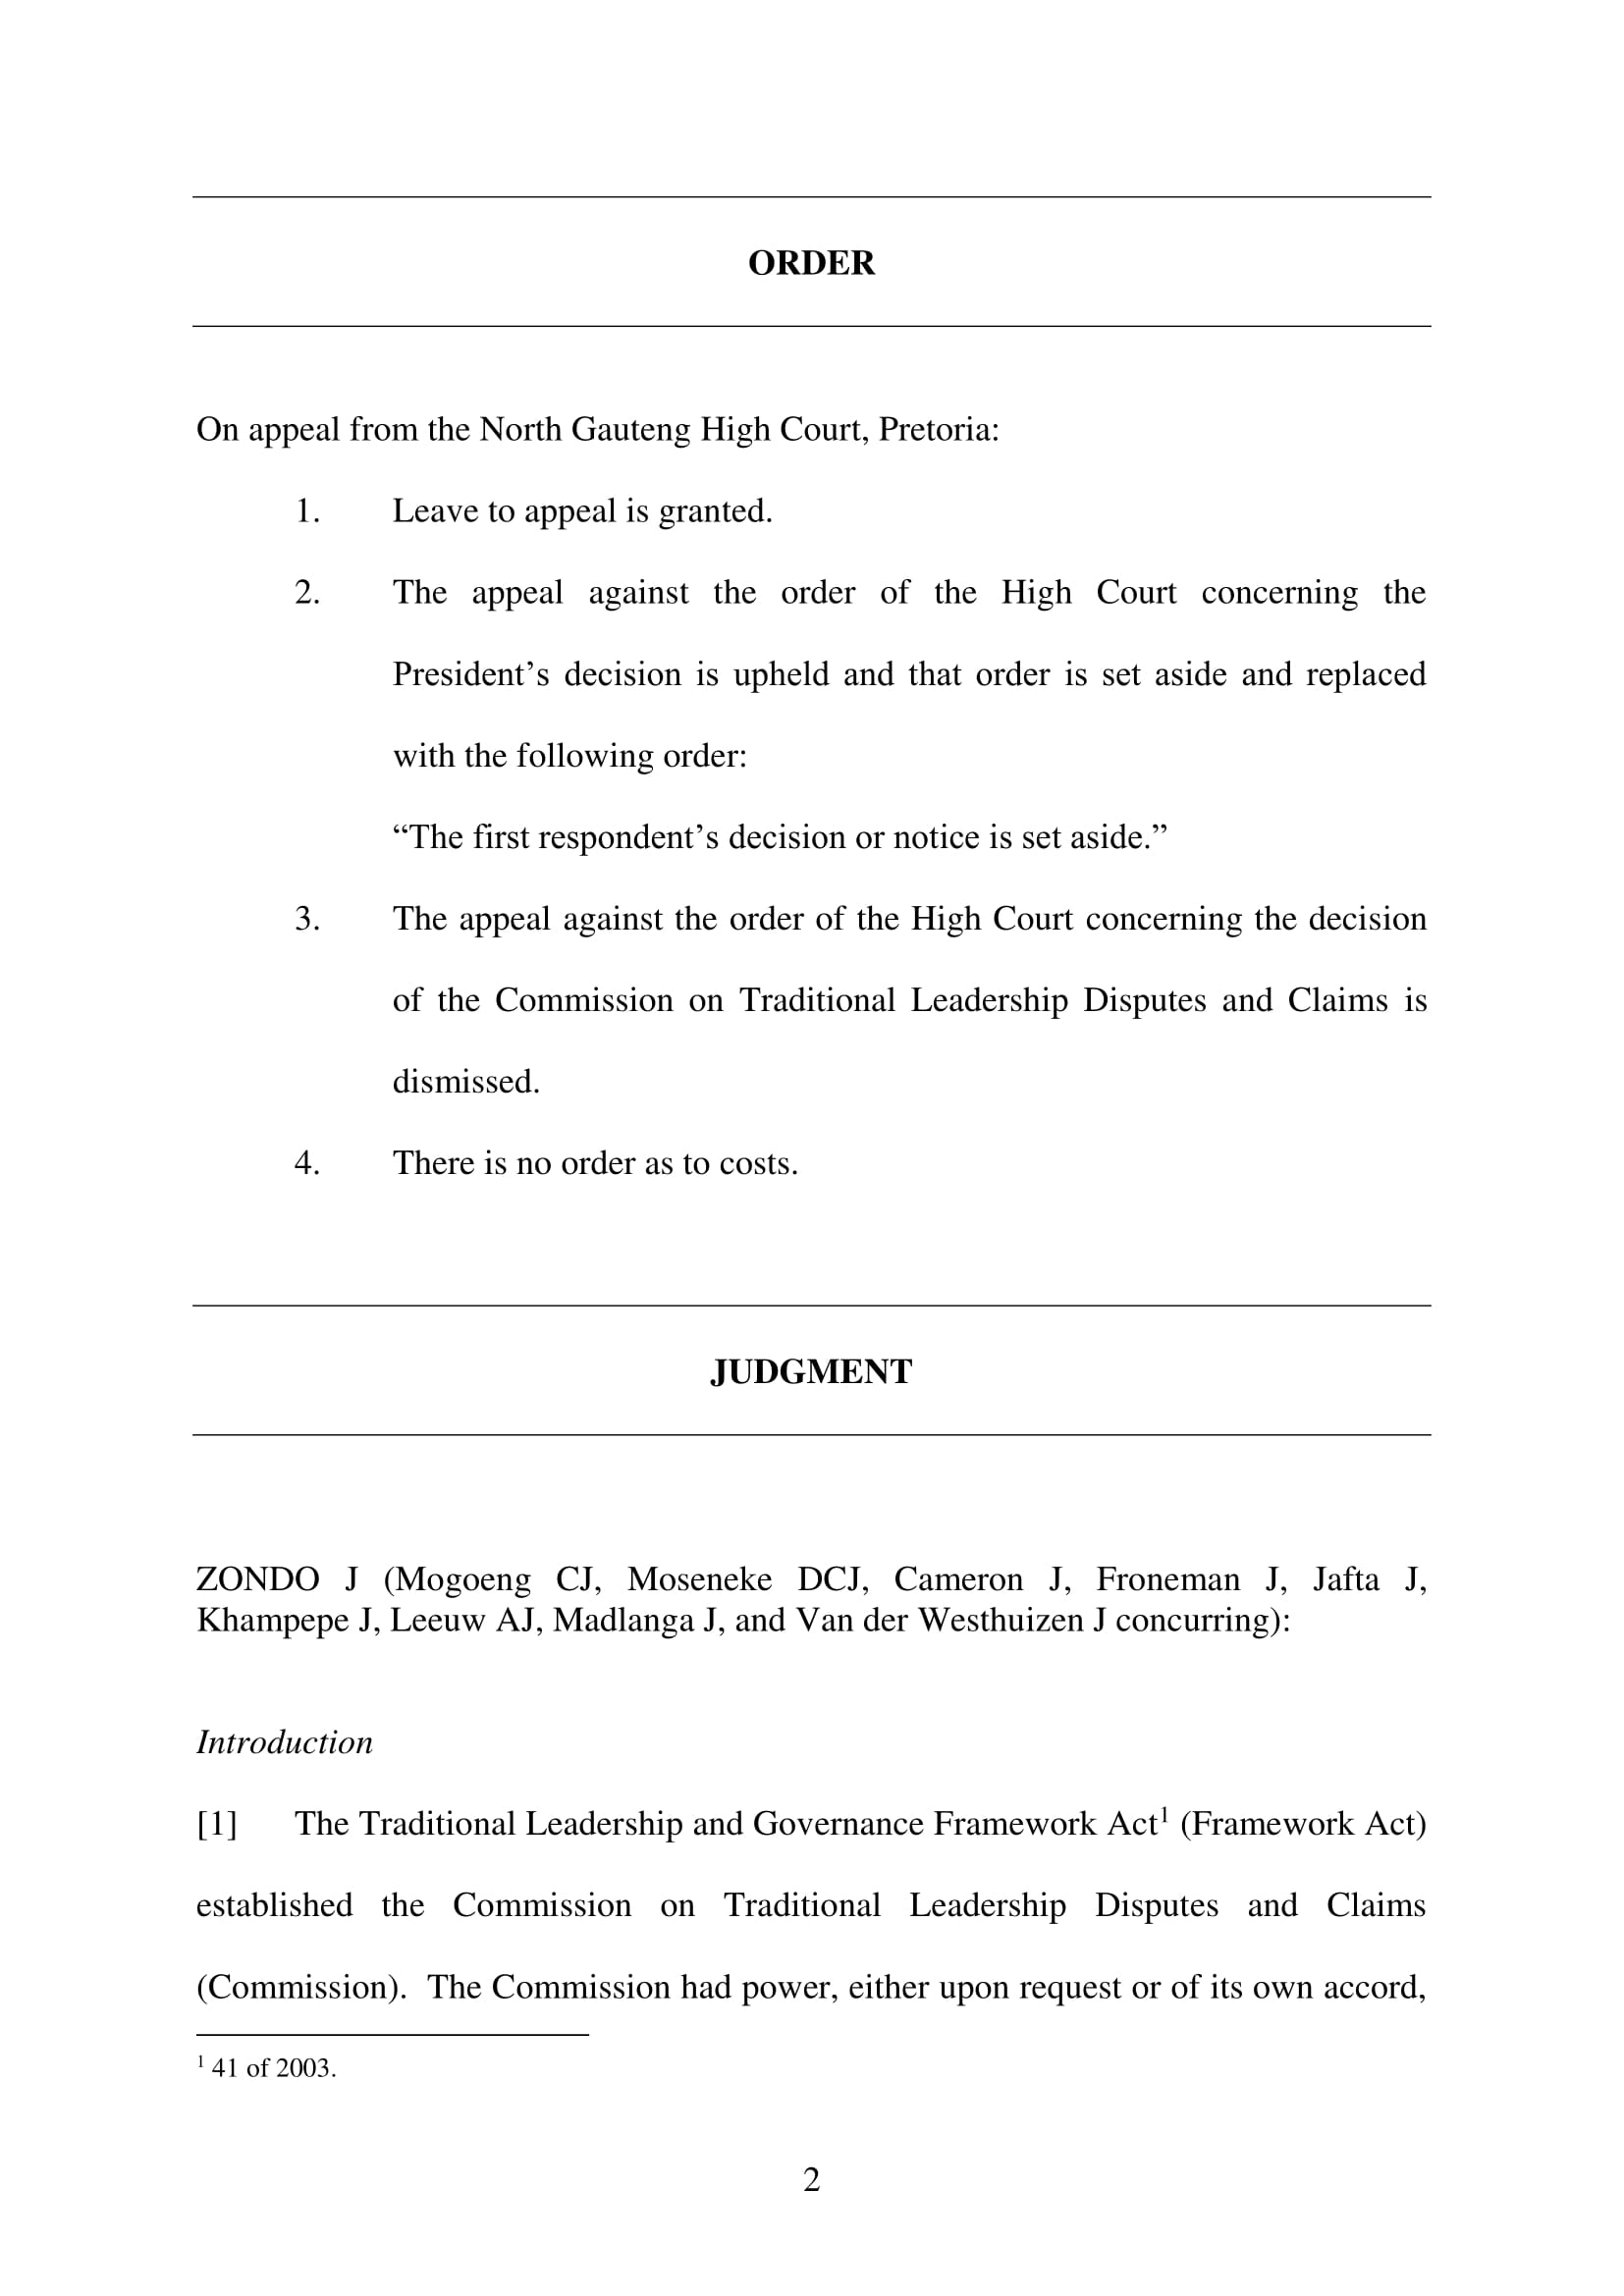 ORDER
On appeal from the North Gauteng High Court, Pretoria:
1. Leave to appeal is granted.
2. The appeal against the order of the High Court concerning the
President’s decision is upheld and that order is set aside and replaced
with the following order:
“The first respondent’s decision or notice is set aside.”
3. The appeal against the order of the High Court concerning the decision
of the Commission on Traditional Leadership Disputes and Claims is
dismissed.
4. There is no order as to costs.
JUDGMENT
ZONDO J (Mogoeng CJ, Moseneke DCJ, Cameron J, Froneman J, Jafta J,
Khampepe J, Leeuw AJ, Madlanga J, and Van der Westhuizen J concurring):
Introduction
[1] The Traditional Leadership and Governance Framework Act1 (Framework Act)
established the Commission on Traditional Leadership Disputes and Claims
(Commission). The Commission had power, either upon request or of its own accord,
1 41 of 2003.
2